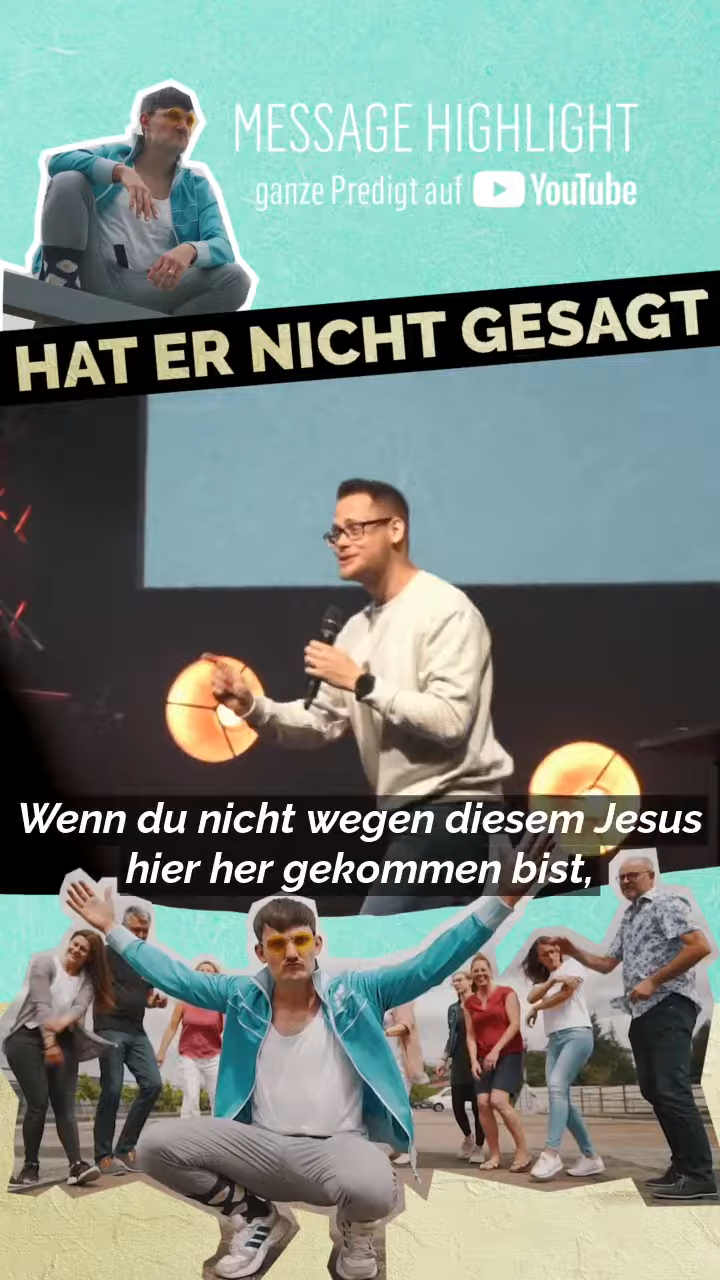 MESSAGE HIGHLIGHT
ganze Predigt auf YouTube
HAT ER NICHT GESAGT
Wenn du nicht wegen diesem Jesus
hier her gekommen bist,